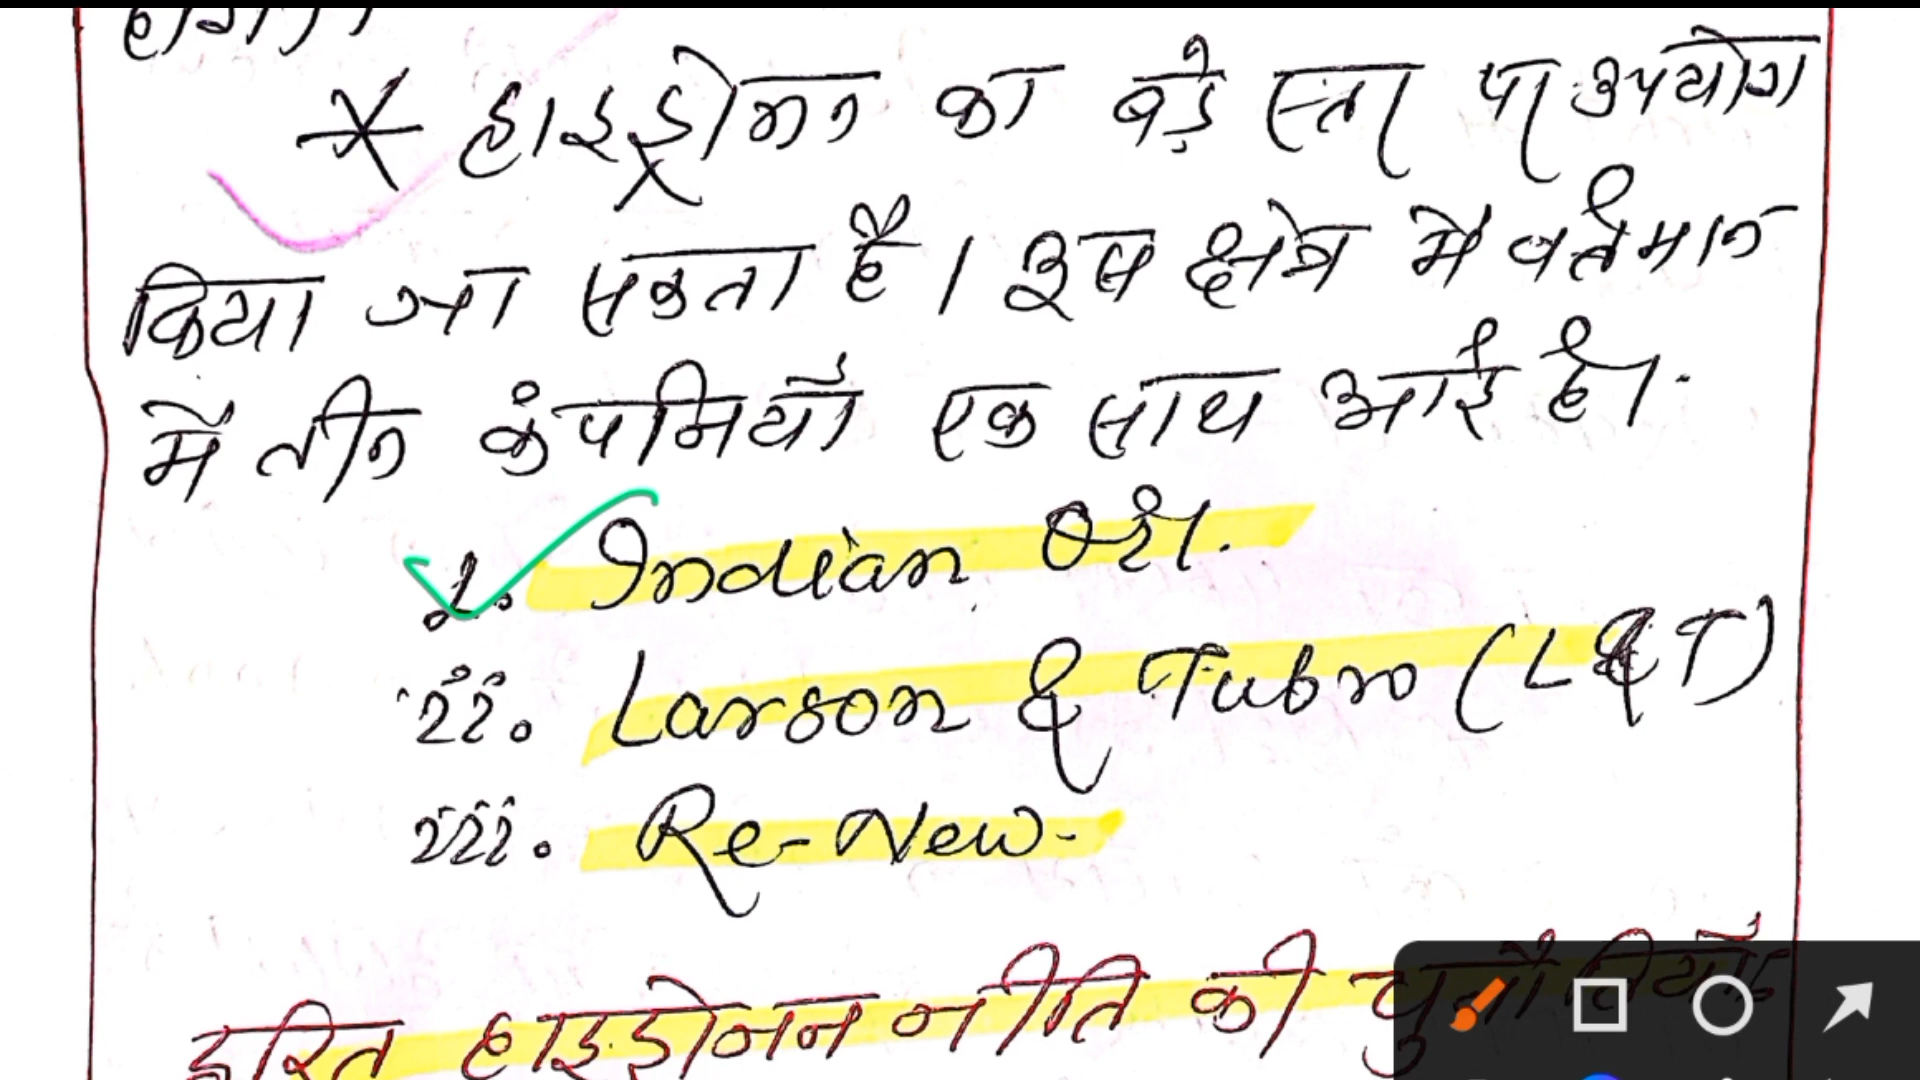 होगा।
* हाइड्रोजन का बड़े स्तर पर उपयोग
किया जा सकता है। इस क्षेत्र में वर्तमान
में तीन कंपनियाँ एक साथ आई है।
i. Indian Oil.
ii. Larson & Tubro (L&T)
iii. Re-New.
हरित हाइड्रोजन नीति की चुनौतियाँ